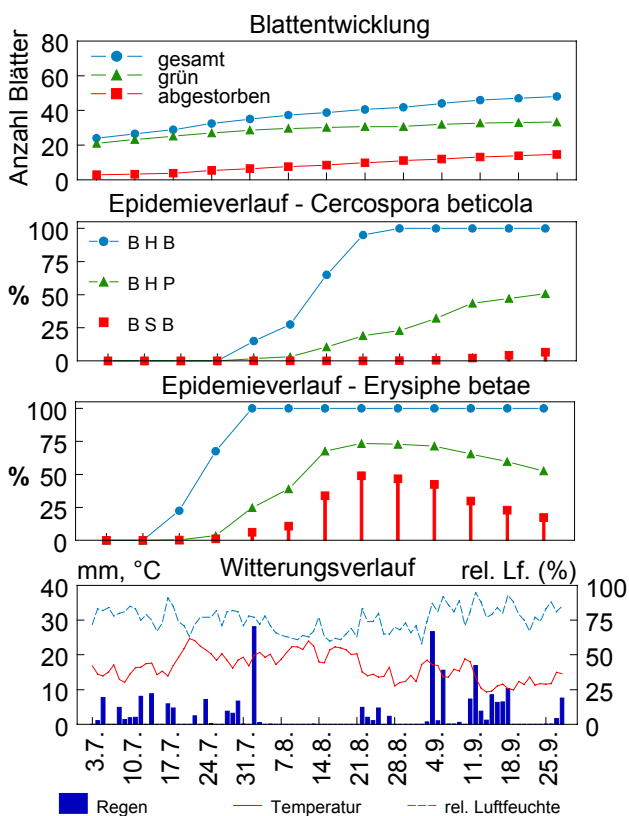 Blattentwicklung
Anzahl Blätter
80
60
40
20
0
gesamt
grün
abgestorben
Epidemieverlauf - Cercospora beticola
%
100
75
50
25
0
B H B
B H P
B S B
Epidemieverlauf - Erysiphe betae
%
100
75
50
25
0
mm, °C Witterungsverlauf rel. Lf. (%)
40 100
30 75
20 50
10 25
0 0
3.7. 10.7. 17.7. 24.7. 31.7. 7.8. 14.8. 21.8. 28.8. 4.9. 11.9. 18.9. 25.9.
Regen Temperatur rel. Luftfeuchte